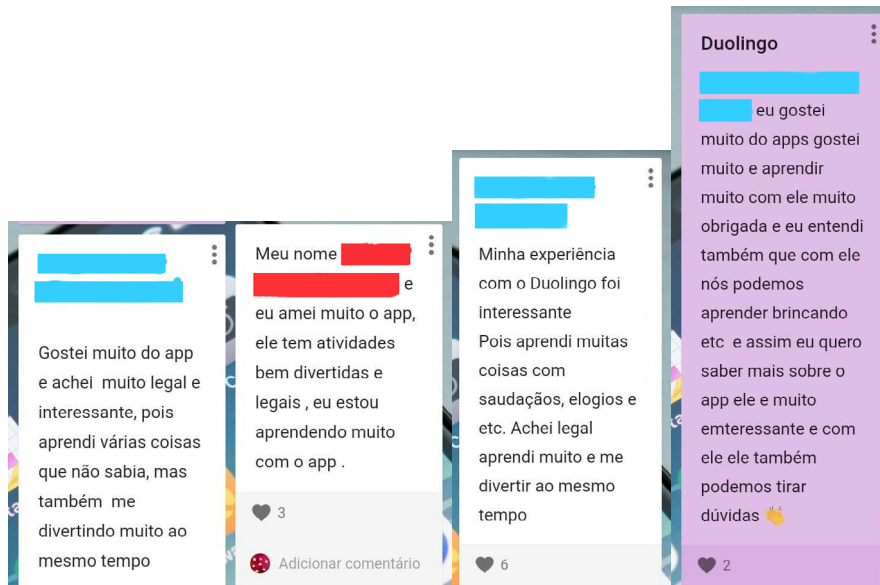 Gostei muito do app
e achei muito legal e
interessante, pois
aprendi várias coisas
que não sabia, mas
também me
divertindo muito ao
mesmo tempo
Meu nome
e
eu amei muito o app,
ele tem atividades
bem divertidas e
legais , eu estou
aprendendo muito
com o app .
3
Adicionar comentário
Minha experiência
com o Duolingo foi
interessante
Pois aprendi muitas
coisas com
saudaçãos, elogios e
etc. Achei legal
aprendi muito e me
divertir ao mesmo
tempo
6
Duolingo
eu gostei
muito do apps gostei
muito e aprendir
muito com ele muito
obrigada e eu entendi
também que com ele
nós podemos
aprender brincando
etc e assim eu quero
saber mais sobre o
app ele e muito
emteressante e com
ele ele também
podemos tirar
dúvidas 👏
2